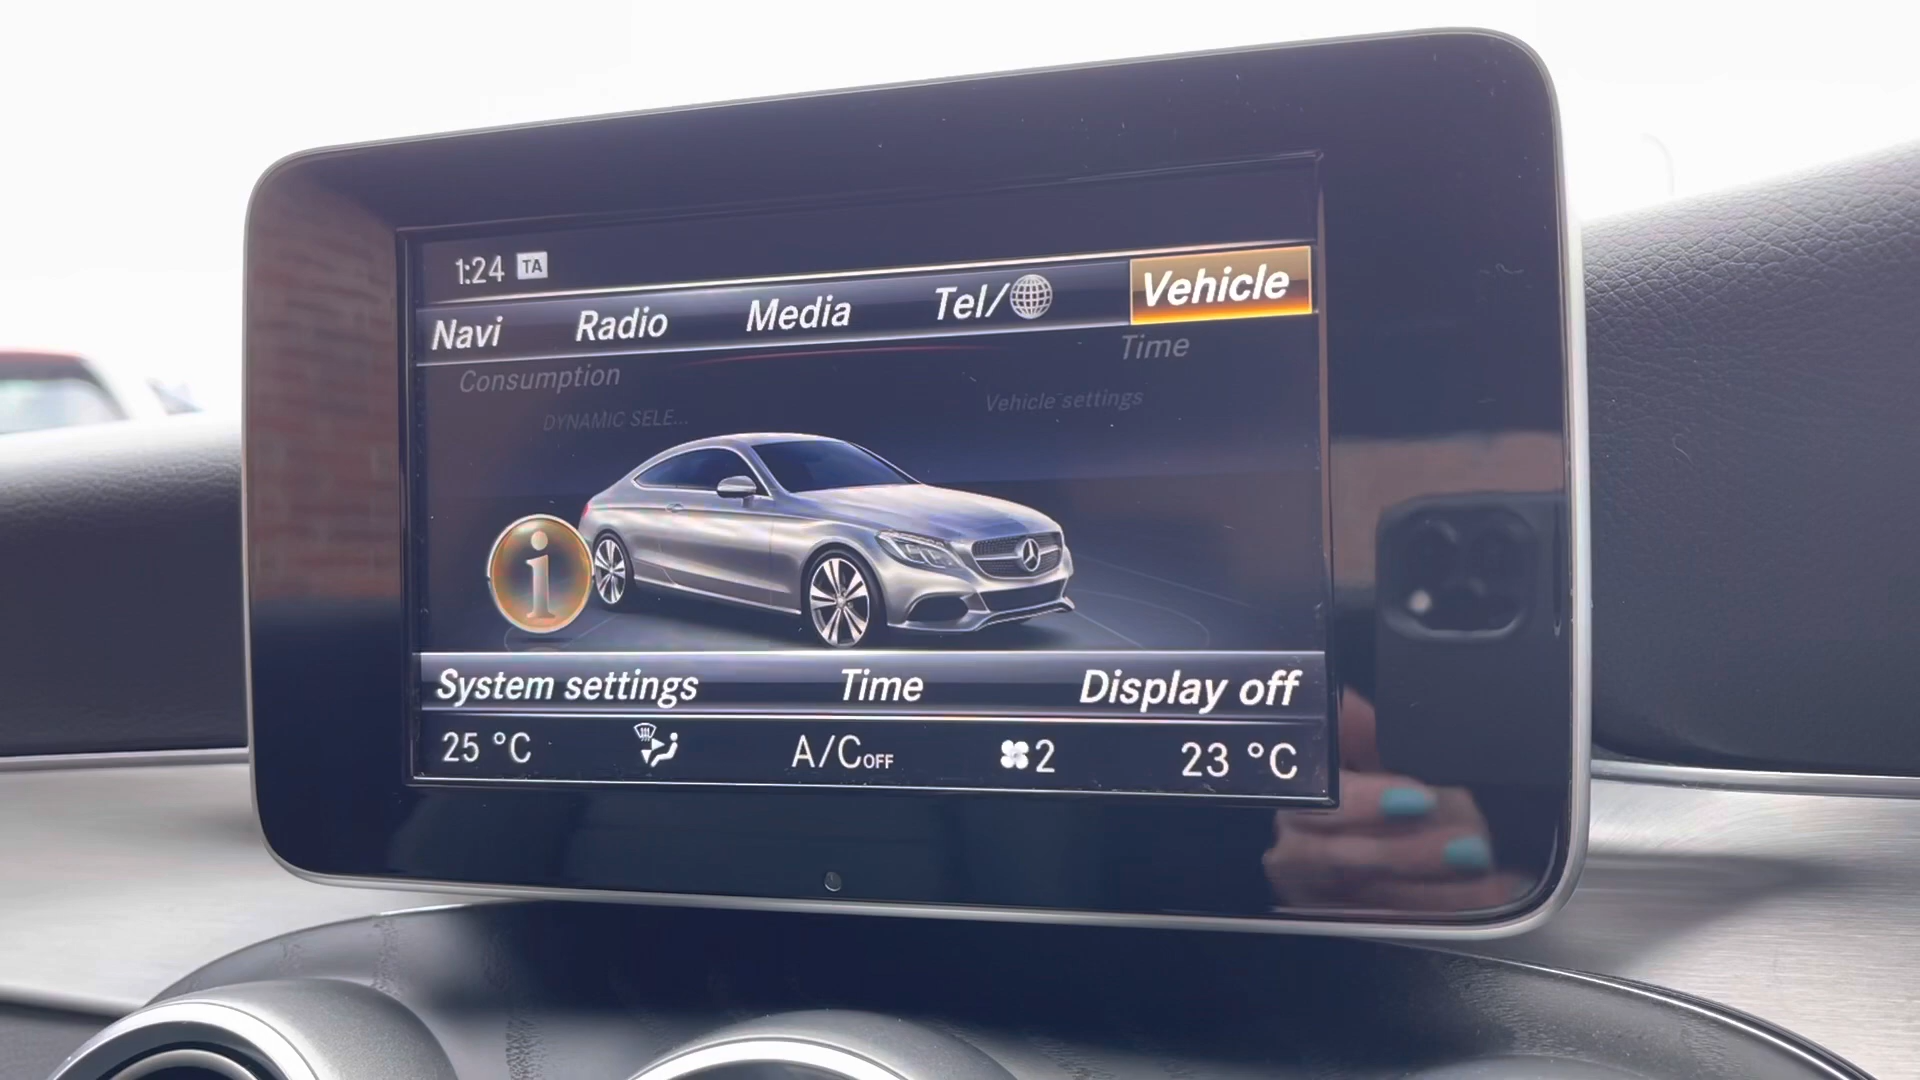 1:24 TA
Navi Radio Media Tel/ Vehicle
Consumption Time
DYNAMIC SELE... Vehicle settings
i
System settings Time Display off
25 °C A/C OFF 2 23 °C